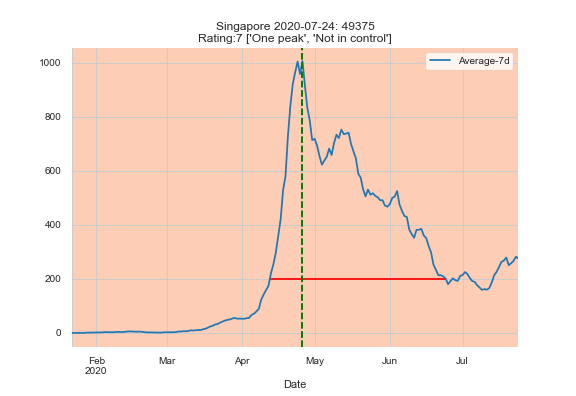 Singapore 2020-07-24: 49375
Rating:7 ['One peak', 'Not in control']
Average-7d
1000
800
600
400
200
0
Feb
2020
Mar
Apr
May
Jun
Jul
Date